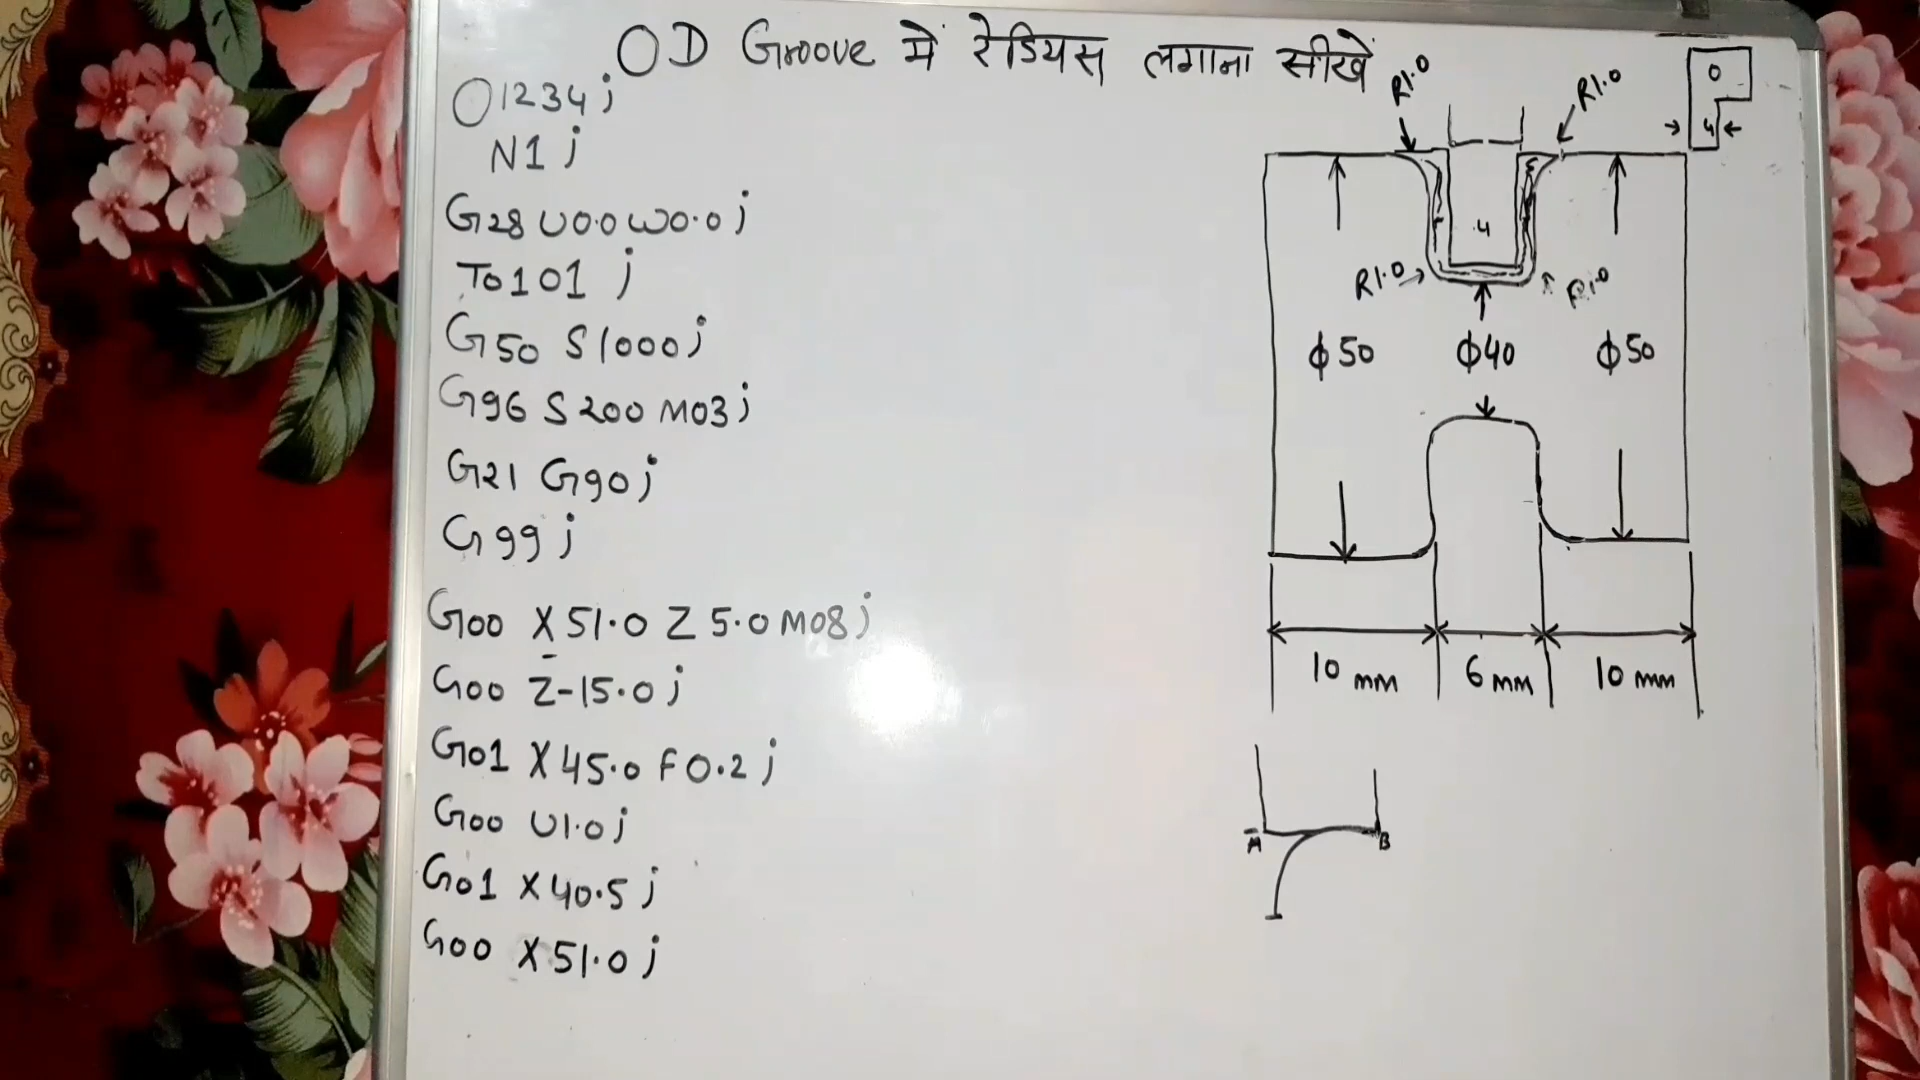 OD Groove में रेडियस लगाना सीखें
O1234;
N1;
G28 U0.0 W0.0;
T0101;
G50 S1000;
G96 S200 M03;
G21 G90;
G99;
G00 X51.0 Z5.0 M08;
G00 Z-15.0;
G01 X45.0 F0.2;
G00 U1.0;
G01 X40.5;
G00 X51.0;
R1.0
R1.0
0
4
4
R1.0
R1.0
ϕ50
ϕ40
ϕ50
10 mm
6 mm
10 mm
A
B